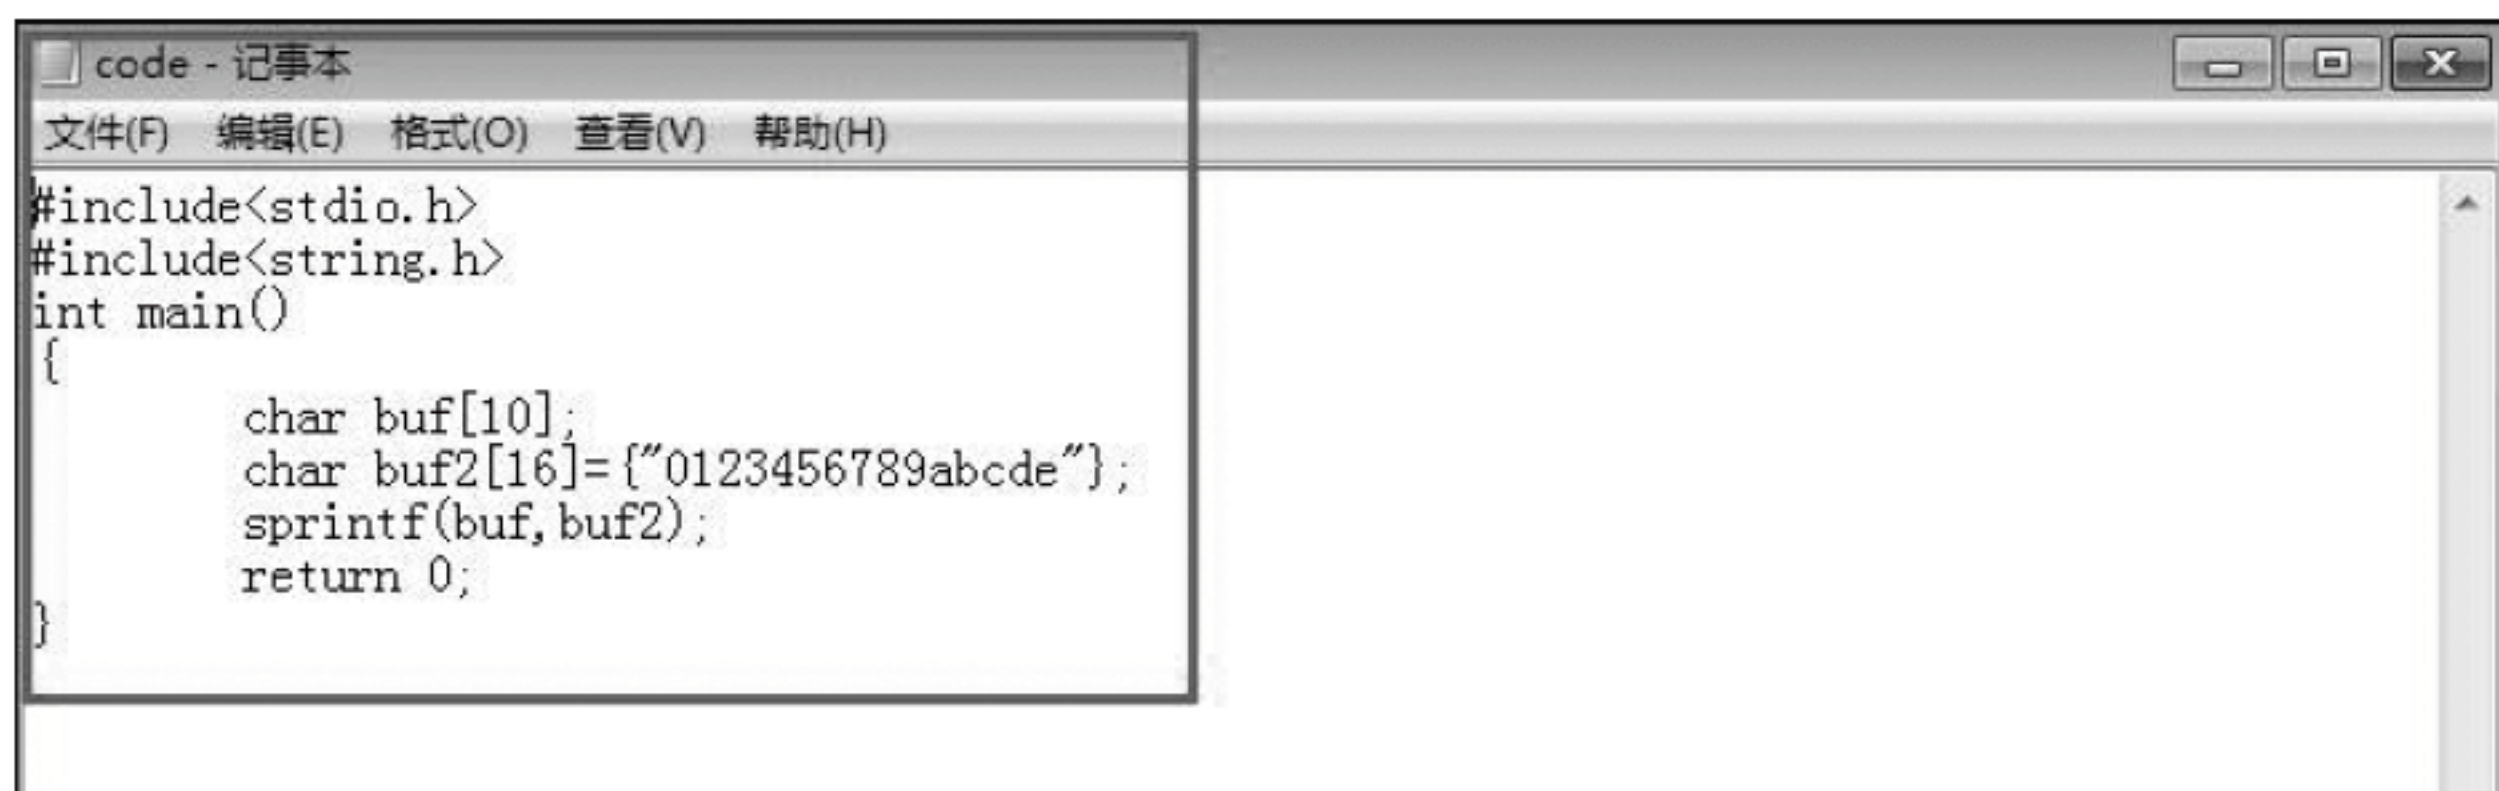 code - 记事本
文件(F) 编辑(E) 格式(O) 查看(V) 帮助(H)
#include<stdio.h>
#include<string.h>
int main()
{
        char buf[10];
        char buf2[16]={"0123456789abcde"};
        sprintf(buf,buf2);
        return 0;
}